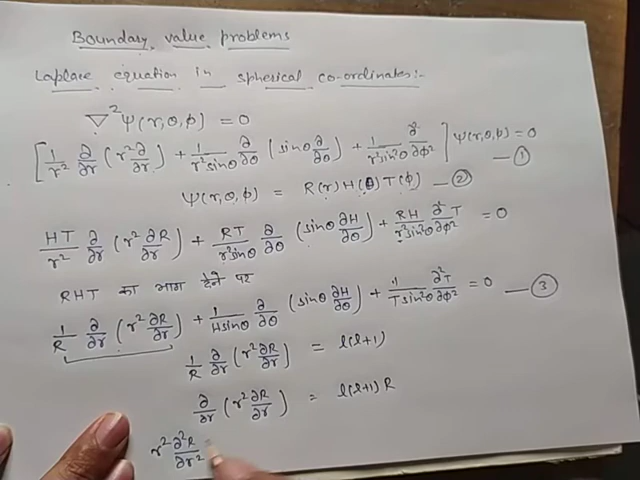 Boundary value problems
Laplace equation in spherical co-ordinates:-
∇²Ψ(r,θ,ϕ) = 0
[1/r² ∂/∂r (r² ∂/∂r) + 1/r²sinθ ∂/∂θ (sinθ ∂/∂θ) + 1/r²sin²θ ∂²/∂ϕ²] Ψ(r,θ,ϕ) = 0 — ①
Ψ(r,θ,ϕ) = R(r)H(θ)T(ϕ) — ②
HT/r² ∂/∂r (r² ∂R/∂r) + RT/r²sinθ ∂/∂θ (sinθ ∂H/∂θ) + RH/r²sin²θ ∂²T/∂ϕ² = 0
RHT का भाग देने पर
1/R ∂/∂r (r² ∂R/∂r) + 1/Hsinθ ∂/∂θ (sinθ ∂H/∂θ) + 1/Tsin²θ ∂²T/∂ϕ² = 0 — ③
1/R ∂/∂r (r² ∂R/∂r) = l(l+1)
∂/∂r (r² ∂R/∂r) = l(l+1) R
r² ∂²R/∂r²